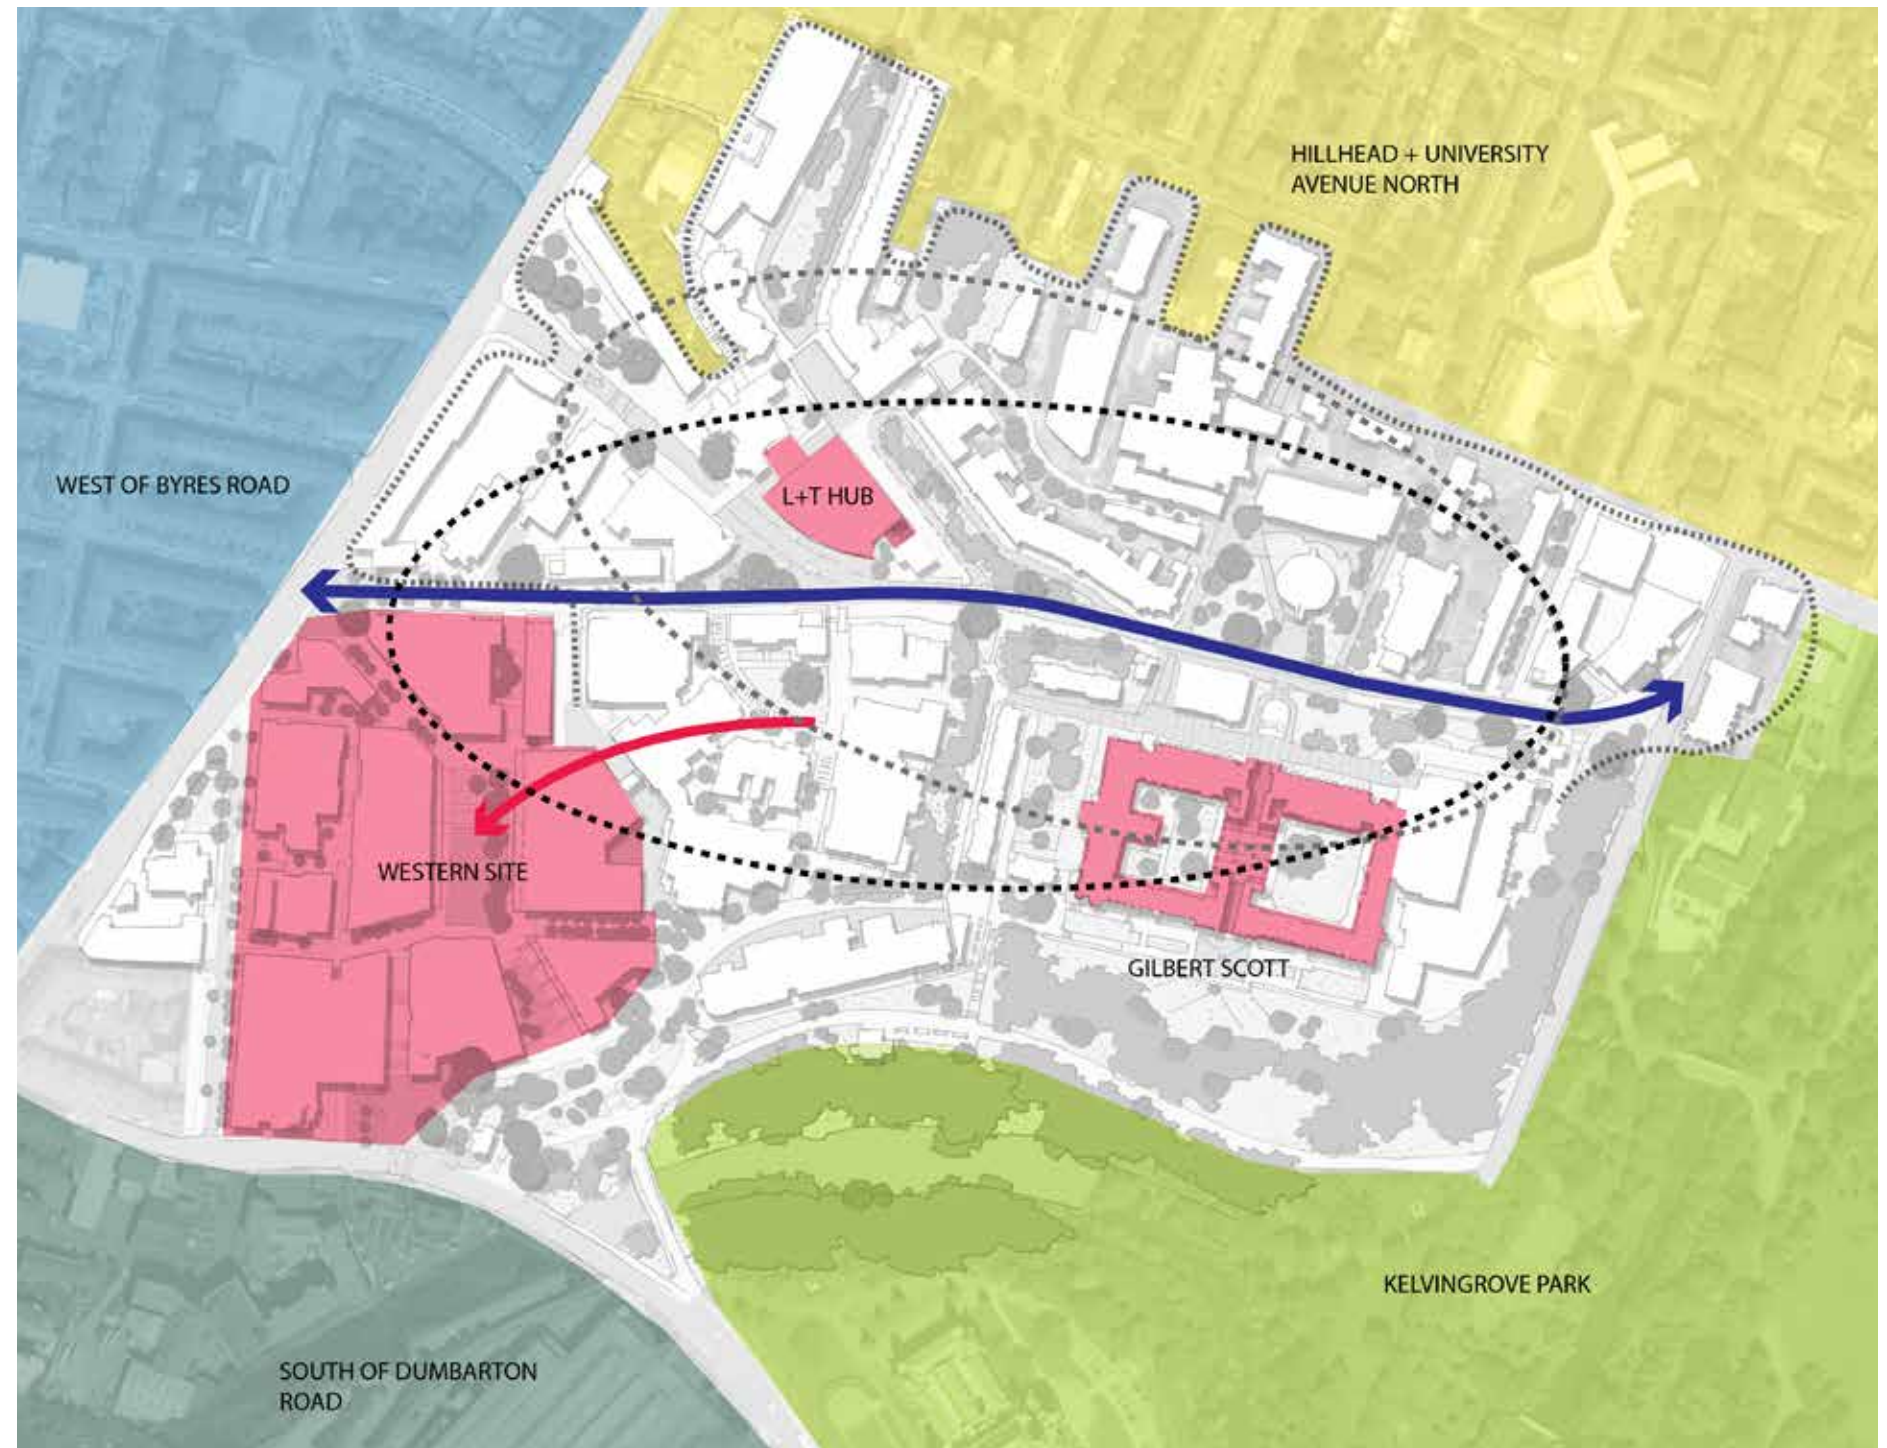 HILLHEAD + UNIVERSITY
AVENUE NORTH
WEST OF BYRES ROAD
L+T HUB
WESTERN SITE
GILBERT SCOTT
KELVINGROVE PARK
SOUTH OF DUMBARTON
ROAD